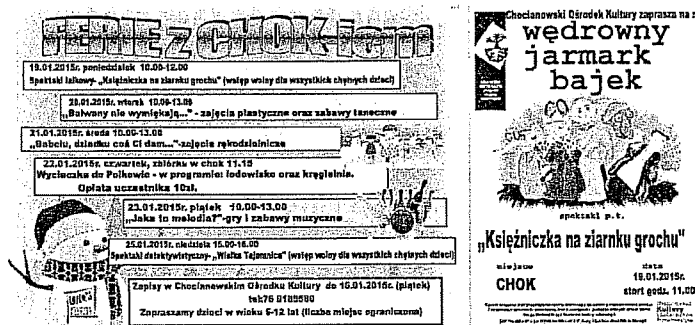 FERIE z CHOK-iem
19.01.2015r. poniedziałek 10.00-12.00
Spektakl lalkowy- „Księżniczka na ziarnku grochu" (wstęp wolny dla wszystkich chętnych dzieci)
20.01.2015r. wtorek 10.00-13.00
„Bałwany nie wymiękają..." - zajęcia plastyczne oraz zabawy taneczne
21.01.2015r. środa 10.00-13.00
„Babciu, dziadku coś Ci dam..."-zajęcia rękodzielnicze
22.01.2015r. czwartek, zbiórka w chok 11.15
Wycieczka do Polkowic - w programie: lodowisko oraz kręgielnia.
Opłata uczestnika 10zł.
23.01.2015r. piątek 10.00-13.00
„Jaka to melodia?"-gry i zabawy muzyczne
25.01.2015r. niedziela 15.00-16.00
Spektakl detektywistyczny- „Wielka Tajemnica" (wstęp wolny dla wszystkich chętnych dzieci)
Zapisy w Chocianowskim Ośrodku Kultury do 16.01.2015r. (piątek)
Zapraszamy dzieci w wieku 6-12 lat (liczba miejsc ograniczona)
Chocianowski Ośrodek Kultury zaprasza na
wędrowny
jarmark
bajek
spektakl p.t.
„Księżniczka na ziarnku grochu"
miejsce
CHOK
data
19.01.2015
start godz. 11.00